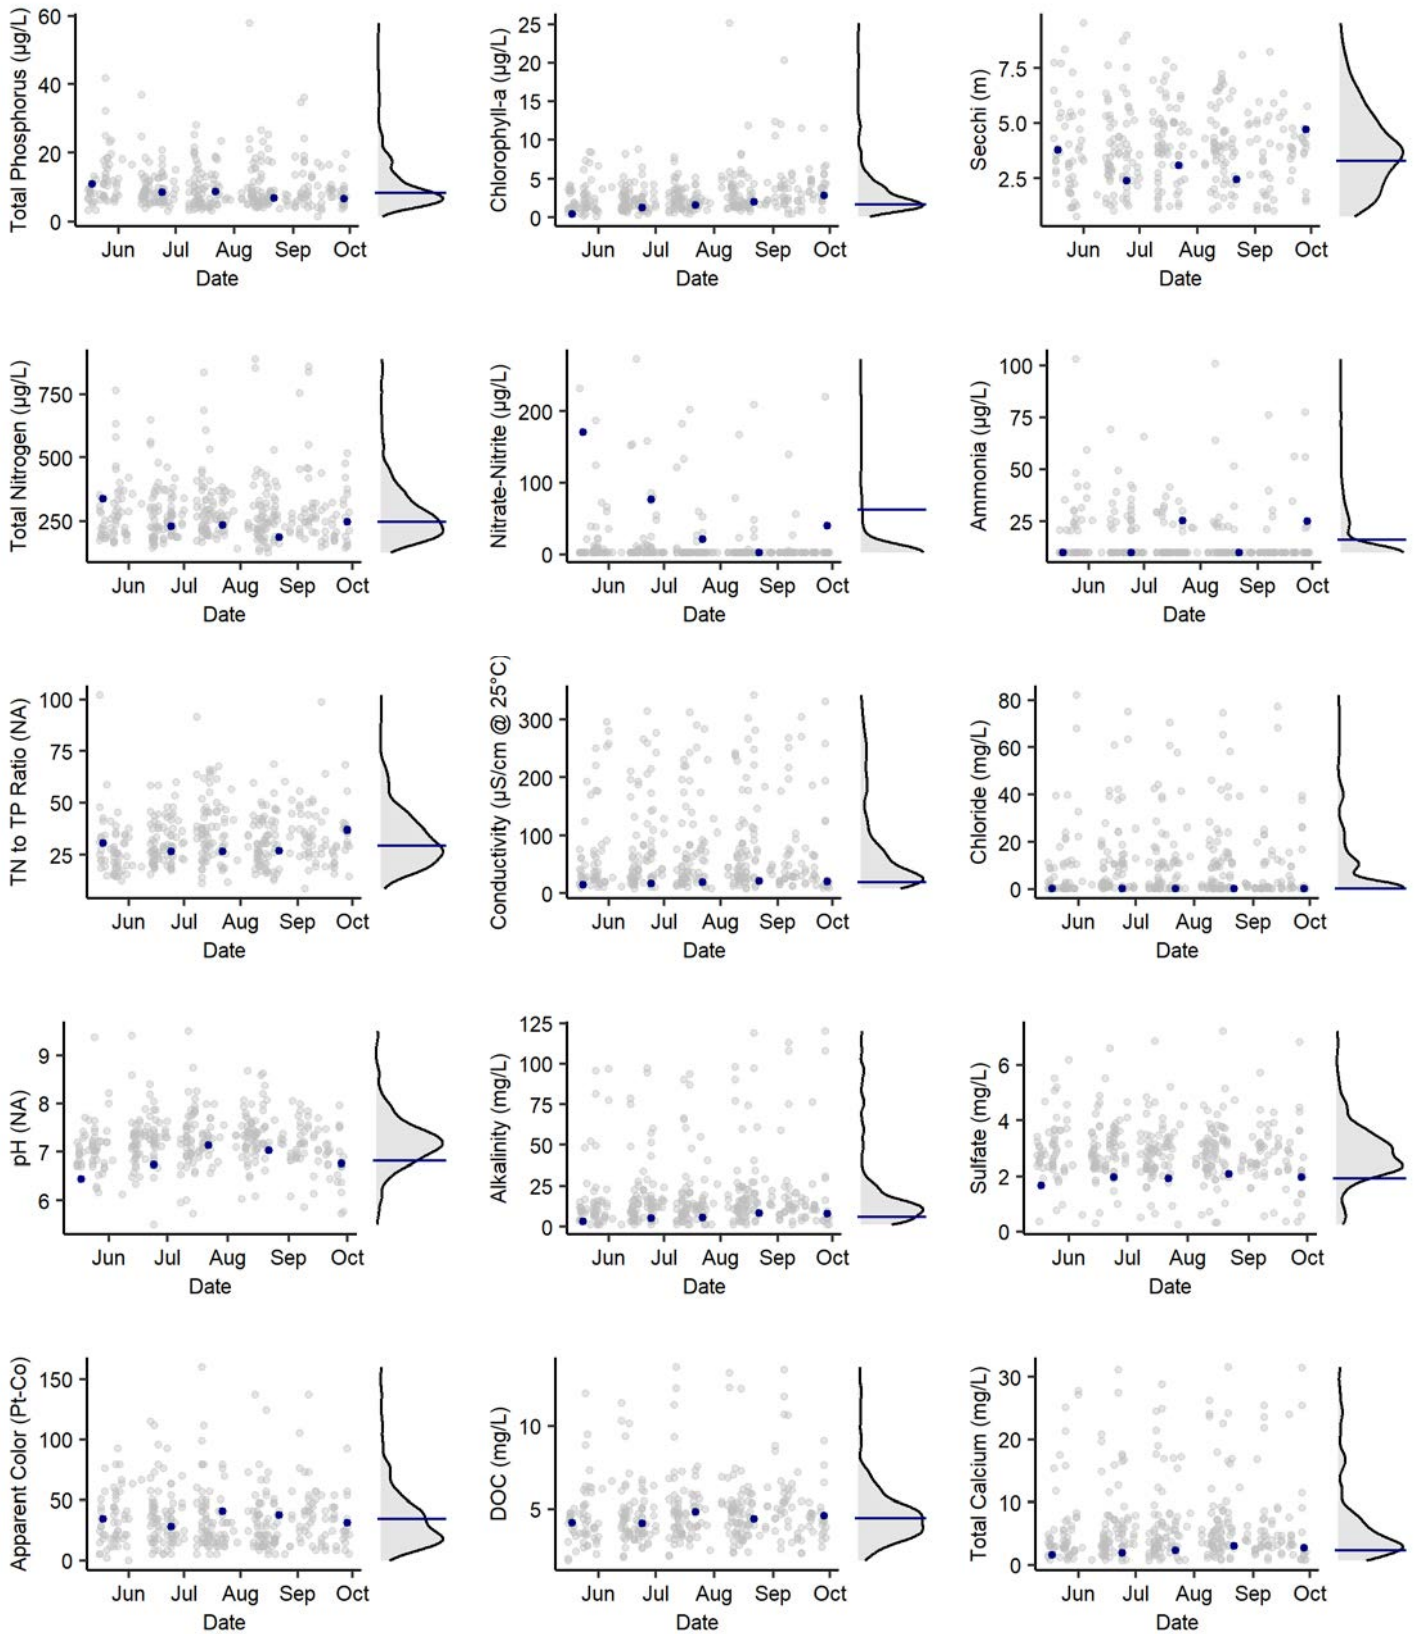 Total Phosphorus (µg/L)
60
40
20
0
Jun Jul Aug Sep Oct
Date
Chlorophyll-a (µg/L)
25
20
15
10
5
0
Jun Jul Aug Sep Oct
Date
Secchi (m)
7.5
5.0
2.5
Jun Jul Aug Sep Oct
Date
Total Nitrogen (µg/L)
750
500
250
Jun Jul Aug Sep Oct
Date
Nitrate-Nitrite (µg/L)
200
100
0
Jun Jul Aug Sep Oct
Date
Ammonia (µg/L)
100
75
50
25
Jun Jul Aug Sep Oct
Date
TN to TP Ratio (NA)
100
75
50
25
Jun Jul Aug Sep Oct
Date
Conductivity (µS/cm @ 25°C)
300
200
100
0
Jun Jul Aug Sep Oct
Date
Chloride (mg/L)
80
60
40
20
0
Jun Jul Aug Sep Oct
Date
pH (NA)
9
8
7
6
Jun Jul Aug Sep Oct
Date
Alkalinity (mg/L)
125
100
75
50
25
0
Jun Jul Aug Sep Oct
Date
Sulfate (mg/L)
6
4
2
0
Jun Jul Aug Sep Oct
Date
Apparent Color (Pt-Co)
150
100
50
0
Jun Jul Aug Sep Oct
Date
DOC (mg/L)
10
5
Jun Jul Aug Sep Oct
Date
Total Calcium (mg/L)
30
20
10
0
Jun Jul Aug Sep Oct
Date